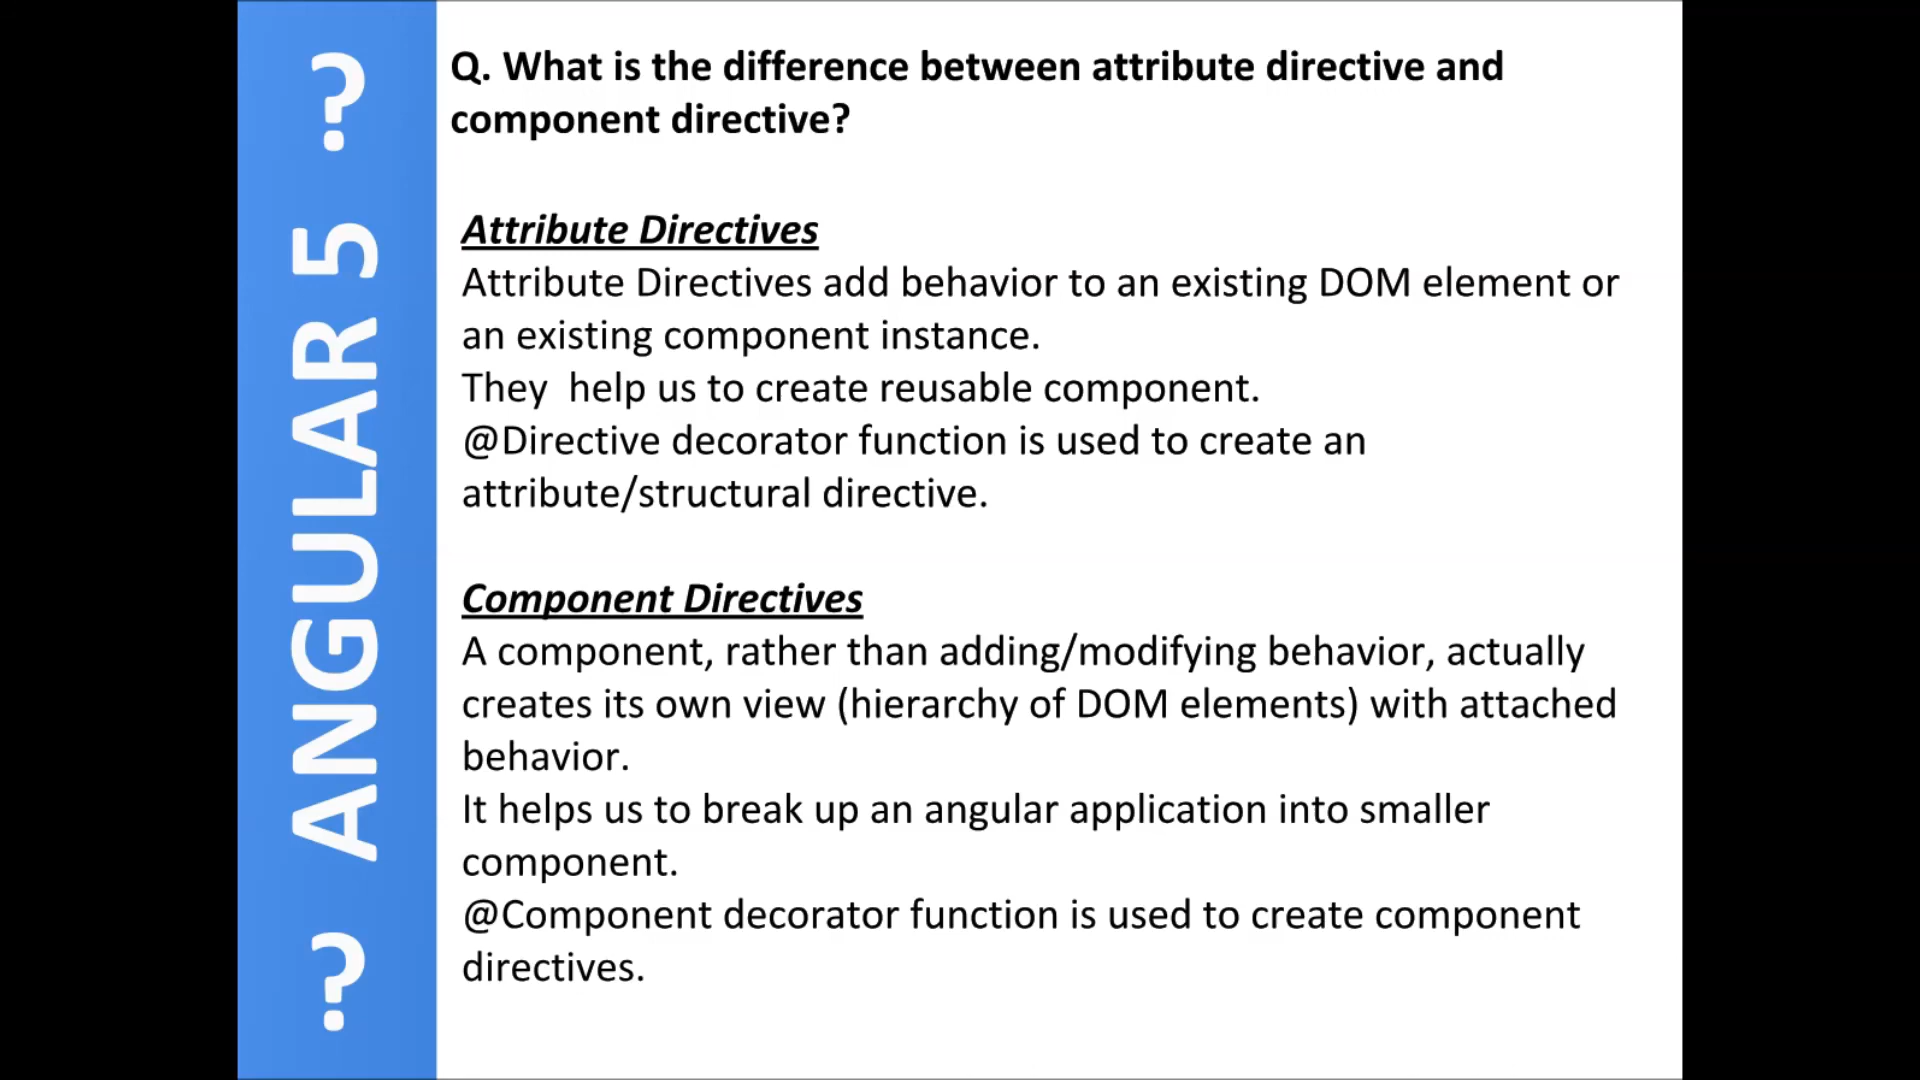 ? ANGULAR 5 ?
Q. What is the difference between attribute directive and
component directive?
Attribute Directives
Attribute Directives add behavior to an existing DOM element or
an existing component instance.
They  help us to create reusable component.
@Directive decorator function is used to create an
attribute/structural directive.
Component Directives
A component, rather than adding/modifying behavior, actually
creates its own view (hierarchy of DOM elements) with attached
behavior.
It helps us to break up an angular application into smaller
component.
@Component decorator function is used to create component
directives.